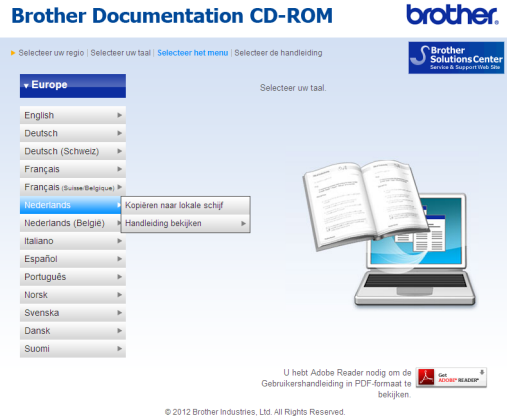 Brother Documentation CD-ROM
brother
Selecteer uw regio | Selecteer uw taal | Selecteer het menu | Selecteer de handleiding
Brother
Solutions Center
Service & Support Web Site
Europe
Selecteer uw taal.
English
Deutsch
Deutsch (Schweiz)
Français
Français (Suisse/Belgique)
Nederlands
Kopiëren naar lokale schijf
Nederlands (België)
Handleiding bekijken
Italiano
Español
Português
Norsk
Svenska
Dansk
Suomi
U hebt Adobe Reader nodig om de
Gebruikershandleiding in PDF-formaat te
bekijken.
Get
ADOBE® READER®
© 2012 Brother Industries, Ltd. All Rights Reserved.